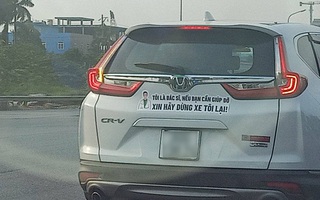 TÔI LÀ BÁC SĨ, NẾU BẠN CẦN GIÚP ĐỠ
XIN HÃY DỪNG XE TÔI LẠI!
CR-V